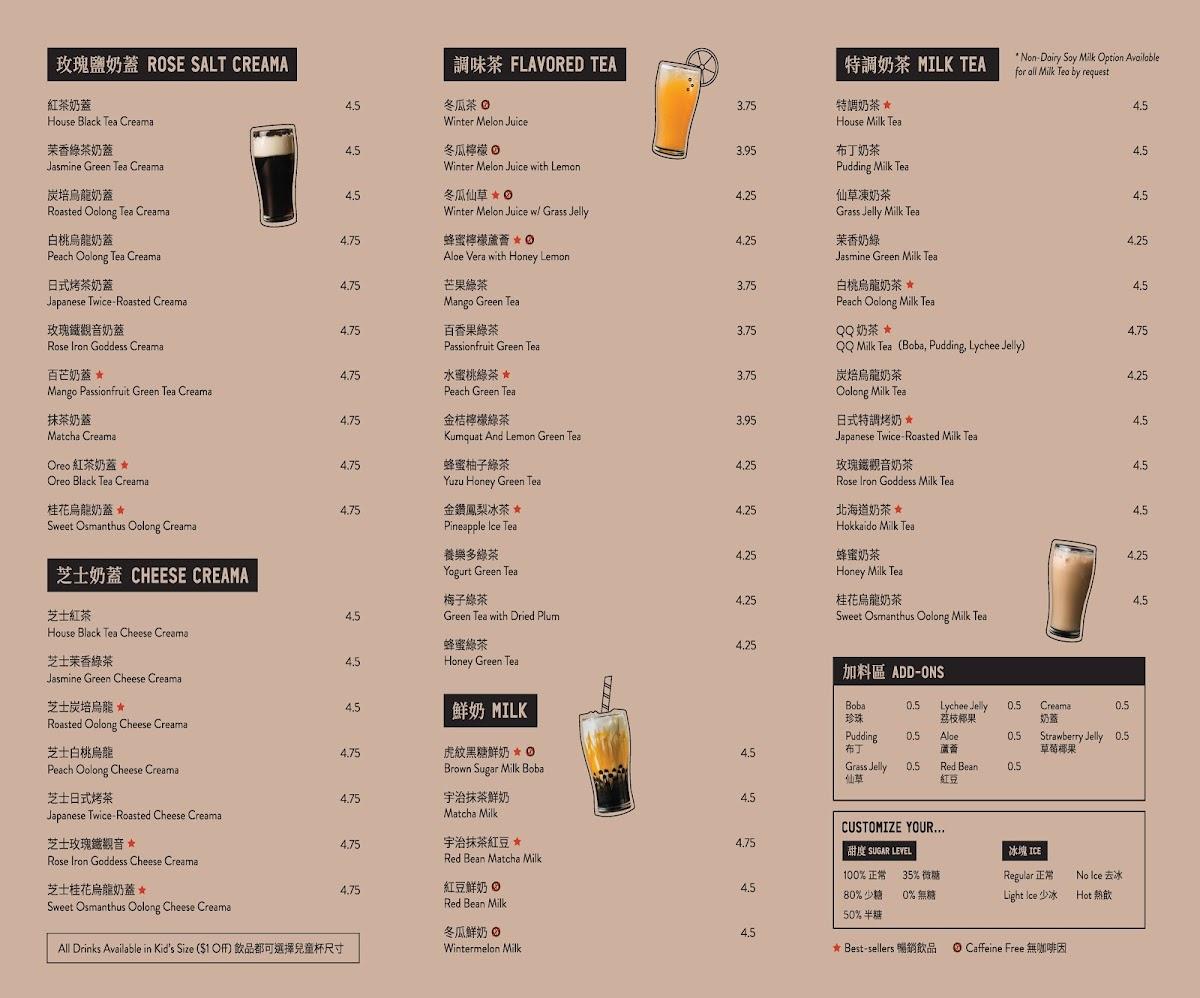 玫瑰鹽奶蓋 ROSE SALT CREAMA
紅茶奶蓋 4.5
House Black Tea Creama
茉香綠茶奶蓋 4.5
Jasmine Green Tea Creama
炭培烏龍奶蓋 4.5
Roasted Oolong Tea Creama
白桃烏龍奶蓋 4.75
Peach Oolong Tea Creama
日式烤茶奶蓋 4.75
Japanese Twice-Roasted Creama
玫瑰鐵觀音奶蓋 4.75
Rose Iron Goddess Creama
百芒奶蓋 4.75
Mango Passionfruit Green Tea Creama
抹茶奶蓋 4.75
Matcha Creama
Oreo 紅茶奶蓋 4.75
Oreo Black Tea Creama
桂花烏龍奶蓋 4.75
Sweet Osmanthus Oolong Creama
芝士奶蓋 CHEESE CREAMA
芝士紅茶 4.5
House Black Tea Cheese Creama
芝士茉香綠茶 4.5
Jasmine Green Cheese Creama
芝士炭培烏龍 4.5
Roasted Oolong Cheese Creama
芝士白桃烏龍 4.75
Peach Oolong Cheese Creama
芝士日式烤茶 4.75
Japanese Twice-Roasted Cheese Creama
芝士玫瑰鐵觀音 4.75
Rose Iron Goddess Cheese Creama
芝士桂花烏龍奶蓋 4.75
Sweet Osmanthus Oolong Cheese Creama
All Drinks Available in Kid's Size ($1 Off) 飲品都可選擇兒童杯尺寸
調味茶 FLAVORED TEA
冬瓜茶 3.75
Winter Melon Juice
冬瓜檸檬 3.95
Winter Melon Juice with Lemon
冬瓜仙草 4.25
Winter Melon Juice w/ Grass Jelly
蜂蜜檸檬蘆薈 4.25
Aloe Vera with Honey Lemon
芒果綠茶 3.75
Mango Green Tea
百香果綠茶 3.75
Passionfruit Green Tea
水蜜桃綠茶 3.75
Peach Green Tea
金桔檸檬綠茶 3.95
Kumquat And Lemon Green Tea
蜂蜜柚子綠茶 4.25
Yuzu Honey Green Tea
金鑽鳳梨冰茶 4.25
Pineapple Ice Tea
養樂多綠茶 4.25
Yogurt Green Tea
梅子綠茶 4.25
Green Tea with Dried Plum
蜂蜜綠茶 4.25
Honey Green Tea
鮮奶 MILK
虎紋黑糖鮮奶 4.5
Brown Sugar Milk Boba
宇治抹茶鮮奶 4.5
Matcha Milk
宇治抹茶紅豆 4.75
Red Bean Matcha Milk
紅豆鮮奶 4.5
Red Bean Milk
冬瓜鮮奶 4.5
Wintermelon Milk
特調奶茶 MILK TEA
* Non-Dairy Soy Milk Option Available
for all Milk Tea by request
特調奶茶 4.5
House Milk Tea
布丁奶茶 4.5
Pudding Milk Tea
仙草凍奶茶 4.5
Grass Jelly Milk Tea
茉香奶綠 4.25
Jasmine Green Milk Tea
白桃烏龍奶茶 4.5
Peach Oolong Milk Tea
QQ 奶茶 4.75
QQ Milk Tea (Boba, Pudding, Lychee Jelly)
炭焙烏龍奶茶 4.25
Oolong Milk Tea
日式特調烤奶 4.5
Japanese Twice-Roasted Milk Tea
玫瑰鐵觀音奶茶 4.5
Rose Iron Goddess Milk Tea
北海道奶茶 4.5
Hokkaido Milk Tea
蜂蜜奶茶 4.25
Honey Milk Tea
桂花烏龍奶茶 4.5
Sweet Osmanthus Oolong Milk Tea
加料區 ADD-ONS
Boba 0.5 Lychee Jelly 0.5 Creama 0.5
珍珠 荔枝椰果 奶蓋
Pudding 0.5 Aloe 0.5 Strawberry Jelly 0.5
布丁 蘆薈 草莓椰果
Grass Jelly 0.5 Red Bean 0.5
仙草 紅豆
CUSTOMIZE YOUR...
甜度 SUGAR LEVEL 冰塊 ICE
100% 正常 35% 微糖 Regular 正常 No Ice 去冰
80% 少糖 0% 無糖 Light Ice 少冰 Hot 熱飲
50% 半糖
Best-sellers 暢銷飲品 Caffeine Free 無咖啡因